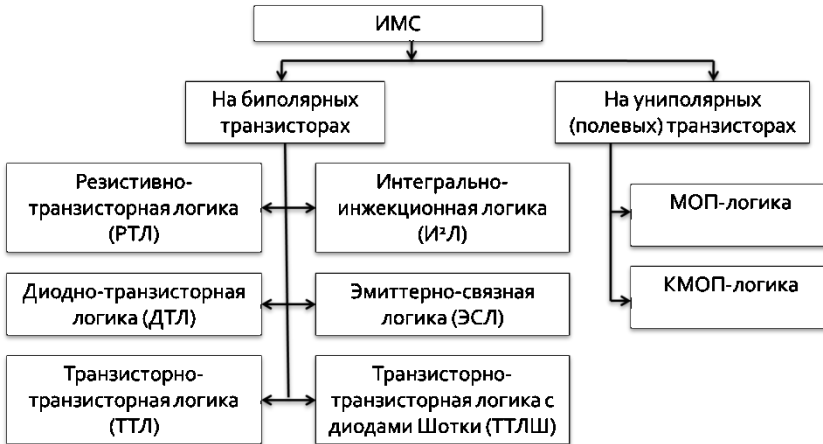 ИМС
На биполярных
транзисторах
На униполярных
(полевых) транзисторах
Резистивно-
транзисторная логика
(РТЛ)
Интегрально-
инжекционная логика
(И²Л)
МОП-логика
Диодно-транзисторная
логика (ДТЛ)
Эмиттерно-связная
логика (ЭСЛ)
КМОП-логика
Транзисторно-
транзисторная логика
(ТТЛ)
Транзисторно-
транзисторная логика с
диодами Шотки (ТТЛШ)